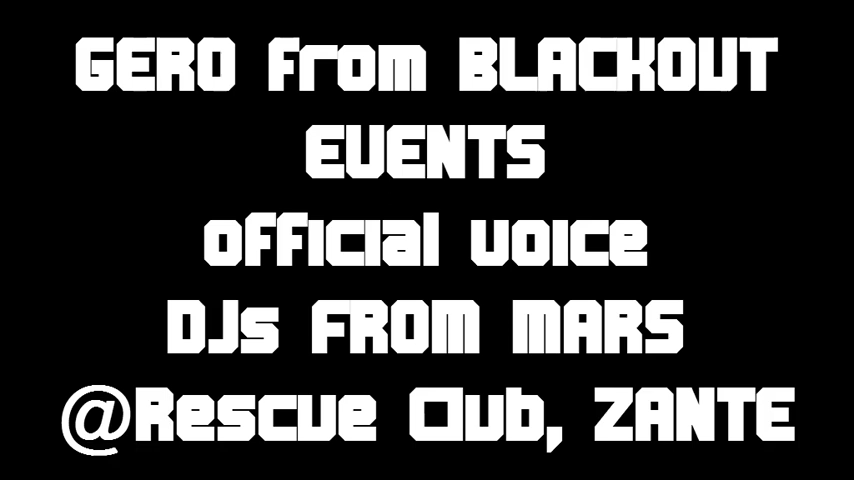 GERO from BLACKOUT
EVENTS
official voice
DJs FROM MARS
@Rescue Club, ZANTE